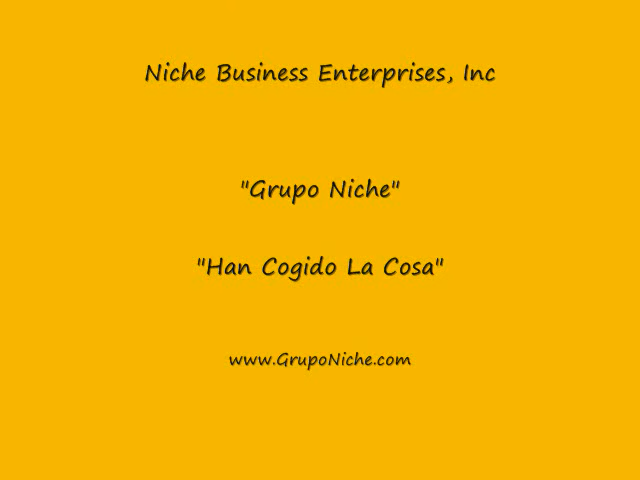 Niche Business Enterprises, Inc
"Grupo Niche"
"Han Cogido La Cosa"
www.GrupoNiche.com